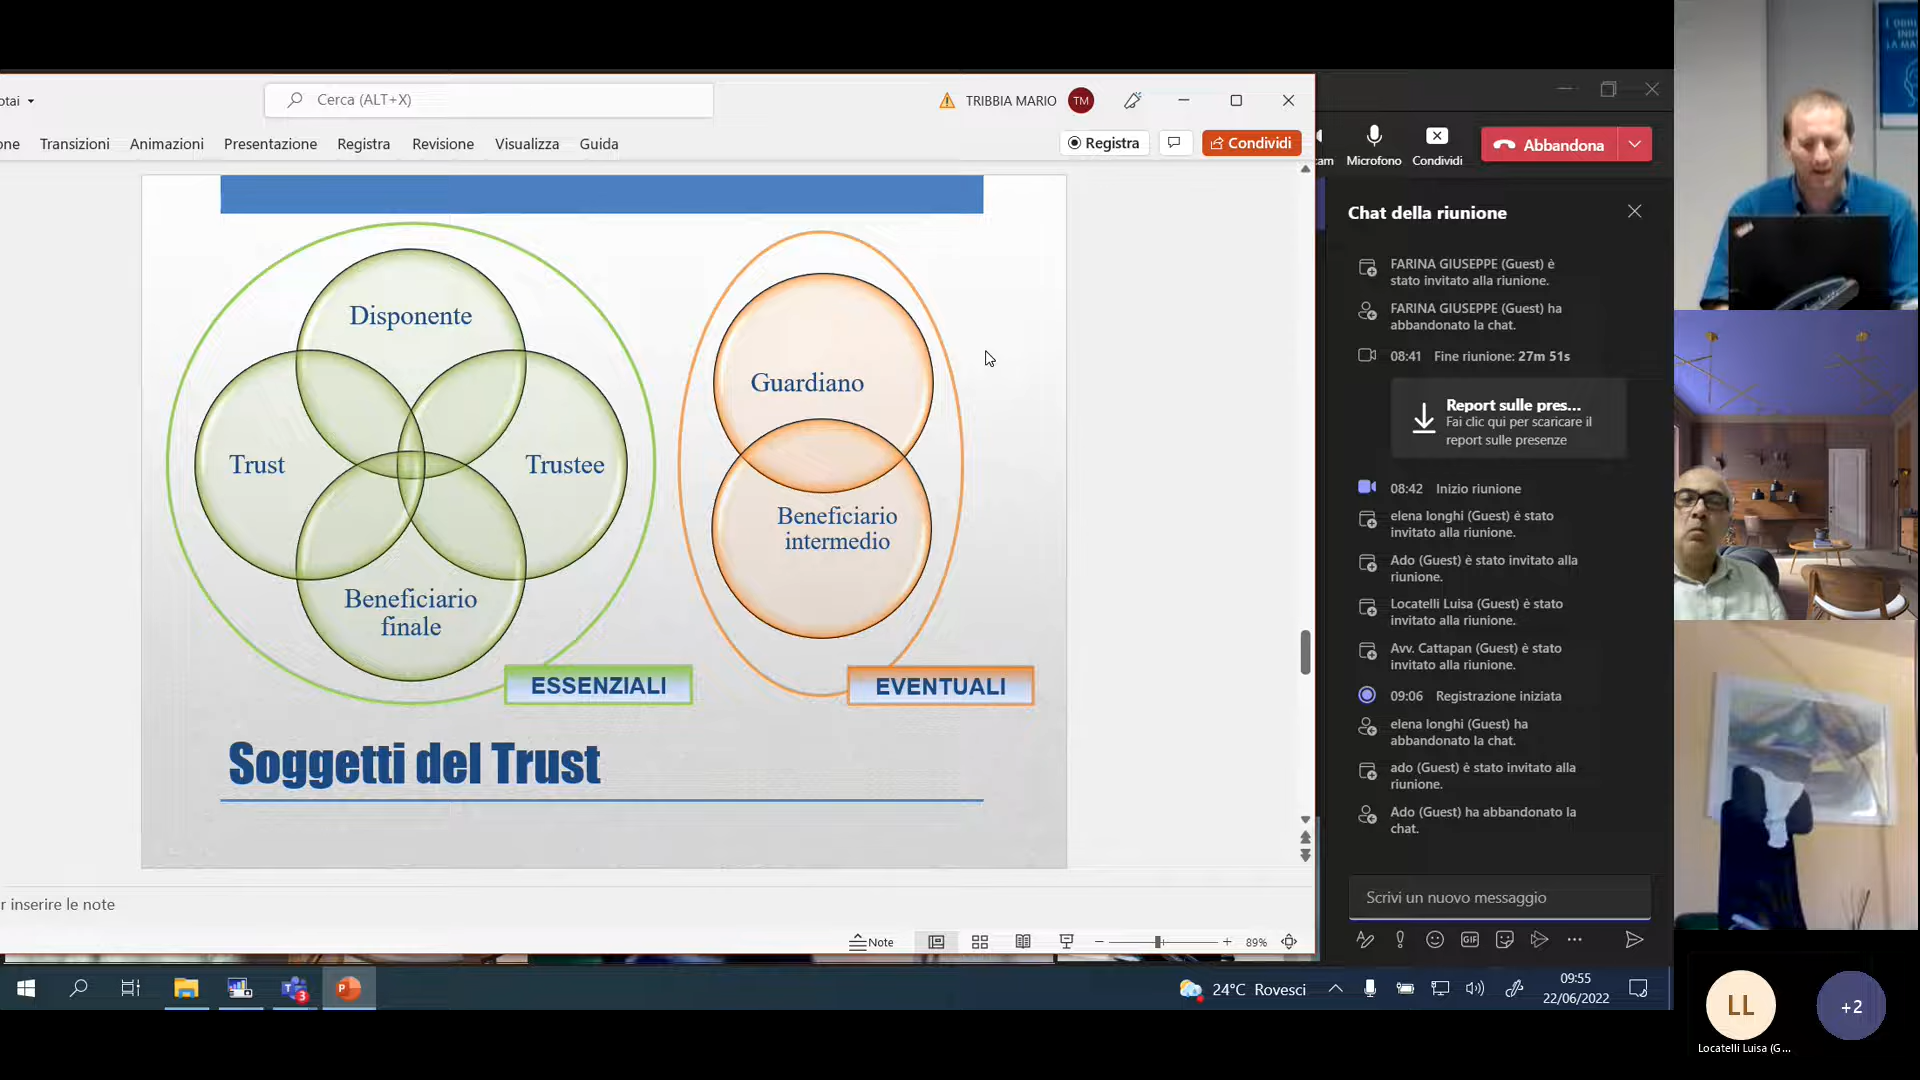 otai
Cerca (ALT+X)
TRIBBIA MARIO
TM
one
Transizioni
Animazioni
Presentazione
Registra
Revisione
Visualizza
Guida
Registra
Condividi
Disponente
Trust
Trustee
Beneficiario
finale
ESSENZIALI
Guardiano
Beneficiario
intermedio
EVENTUALI
Soggetti del Trust
r inserire le note
Note
89%
am
Microfono
Condividi
Abbandona
Chat della riunione
FARINA GIUSEPPE (Guest) è
stato invitato alla riunione.
FARINA GIUSEPPE (Guest) ha
abbandonato la chat.
08:41 Fine riunione: 27m 51s
Report sulle pres...
Fai clic qui per scaricare il
report sulle presenze
08:42 Inizio riunione
elena longhi (Guest) è stato
invitato alla riunione.
Ado (Guest) è stato invitato alla
riunione.
Locatelli Luisa (Guest) è stato
invitato alla riunione.
Avv. Cattapan (Guest) è stato
invitato alla riunione.
09:06 Registrazione iniziata
elena longhi (Guest) ha
abbandonato la chat.
ado (Guest) è stato invitato alla
riunione.
Ado (Guest) ha abbandonato la
chat.
Scrivi un nuovo messaggio
GIF
3
P
24°C Rovesci
09:55
22/06/2022
LL
Locatelli Luisa (G...
+2